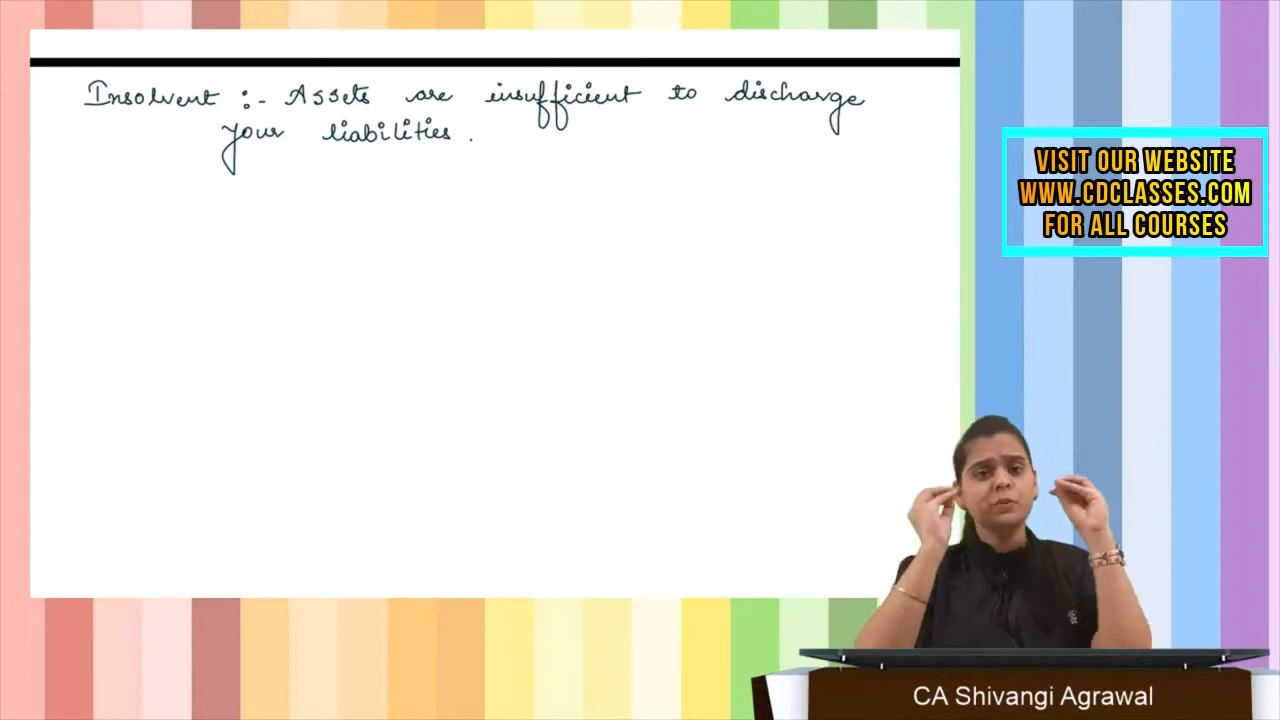 Insolvent :- Assets are insufficient to discharge
your liabilities.
VISIT OUR WEBSITE
WWW.CDCLASSES.COM
FOR ALL COURSES
CA Shivangi Agrawal